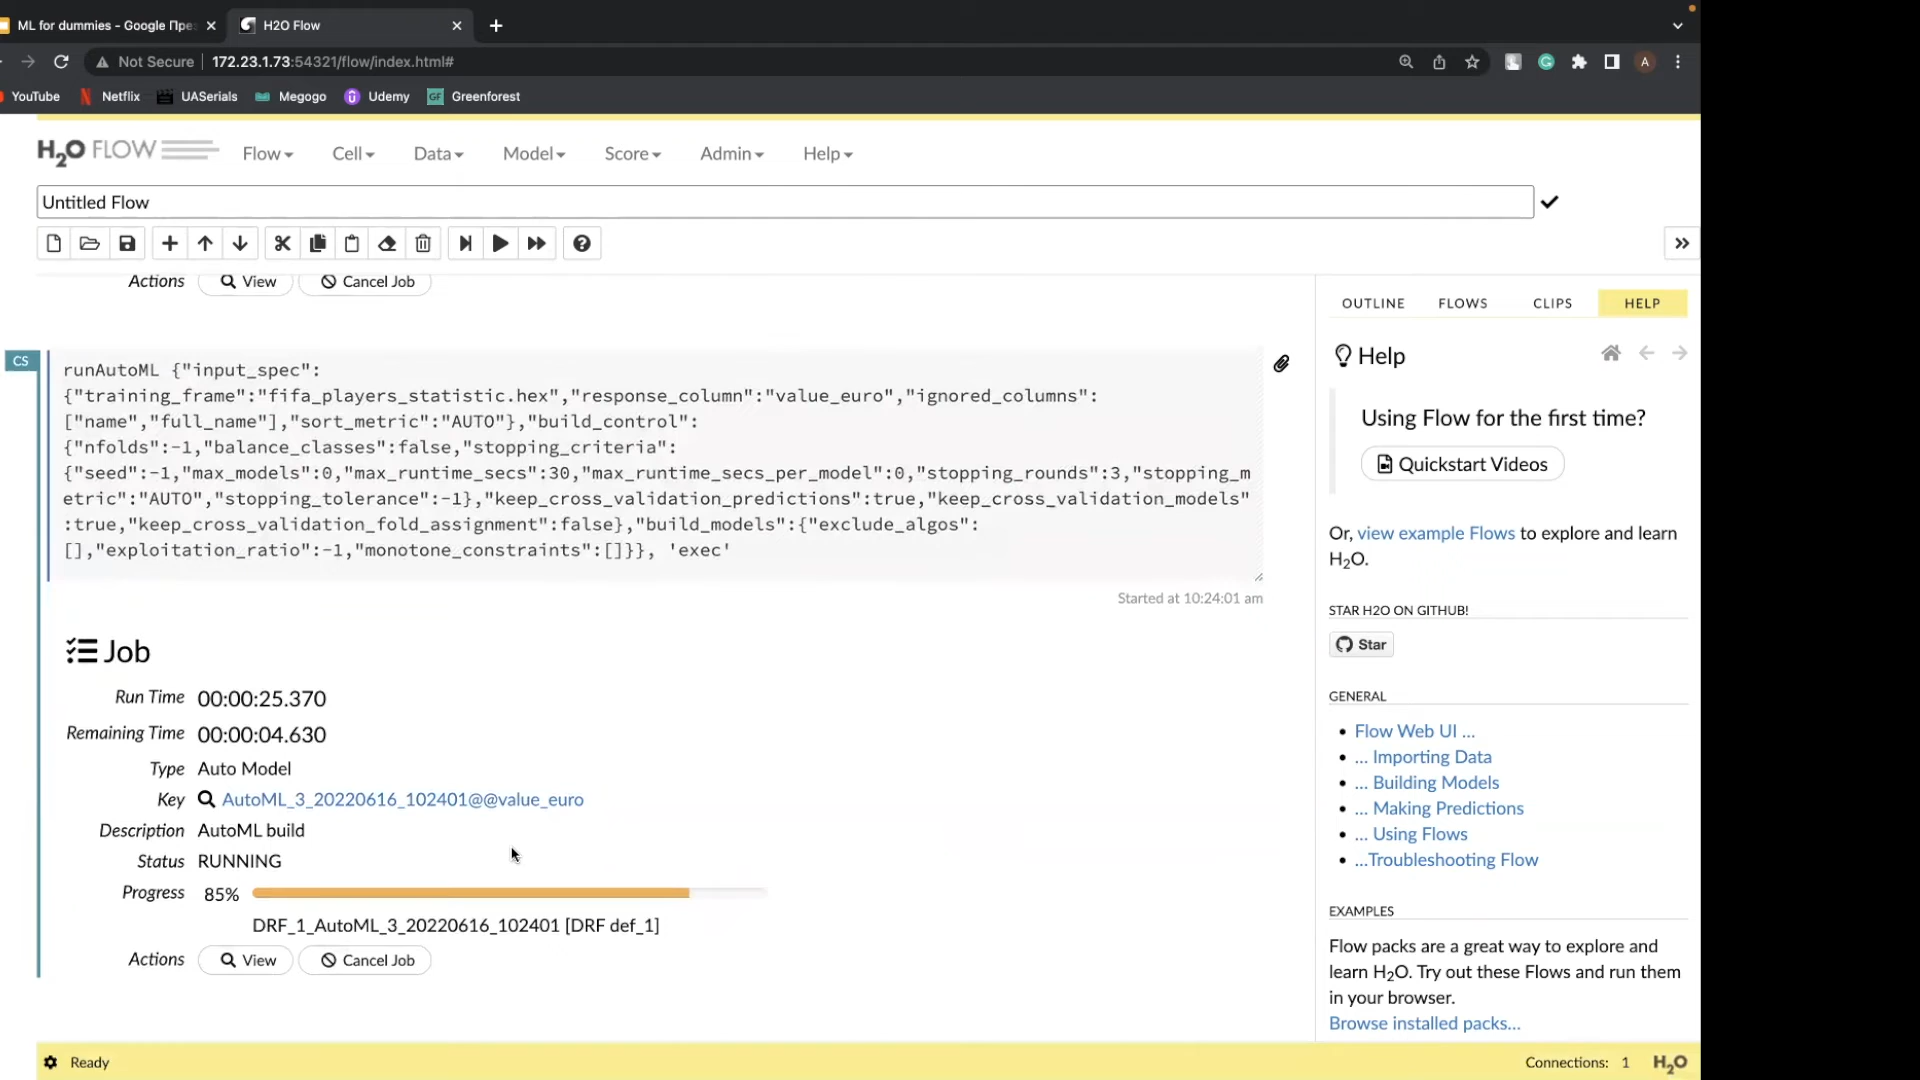 ML for dummies - Google Пре
H2O Flow
Not Secure 172.23.1.73:54321/flow/index.html#
A
YouTube Netflix UASerials Megogo Udemy GF Greenforest
H2O FLOW Flow Cell Data Model Score Admin Help
Untitled Flow
Actions View Cancel Job
OUTLINE FLOWS CLIPS HELP
CS
runAutoML {"input_spec":
{"training_frame":"fifa_players_statistic.hex","response_column":"value_euro","ignored_columns":
["name","full_name"],"sort_metric":"AUTO"},"build_control":
{"nfolds":-1,"balance_classes":false,"stopping_criteria":
{"seed":-1,"max_models":0,"max_runtime_secs":30,"max_runtime_secs_per_model":0,"stopping_rounds":3,"stopping_m
etric":"AUTO","stopping_tolerance":-1},"keep_cross_validation_predictions":true,"keep_cross_validation_models"
:true,"keep_cross_validation_fold_assignment":false},"build_models":{"exclude_algos":
[],"exploitation_ratio":-1,"monotone_constraints":[]}}, 'exec'
Started at 10:24:01 am
Job
Run Time 00:00:25.370
Remaining Time 00:00:04.630
Type Auto Model
Key AutoML_3_20220616_102401@@value_euro
Description AutoML build
Status RUNNING
Progress 85%
DRF_1_AutoML_3_20220616_102401 [DRF def_1]
Actions View Cancel Job
Help
Using Flow for the first time?
Quickstart Videos
Or, view example Flows to explore and learn
H2O.
STAR H2O ON GITHUB!
Star
GENERAL
• Flow Web UI ...
• ... Importing Data
• ... Building Models
• ... Making Predictions
• ... Using Flows
• ...Troubleshooting Flow
EXAMPLES
Flow packs are a great way to explore and
learn H2O. Try out these Flows and run them
in your browser.
Browse installed packs...
Ready
Connections: 1 H2O